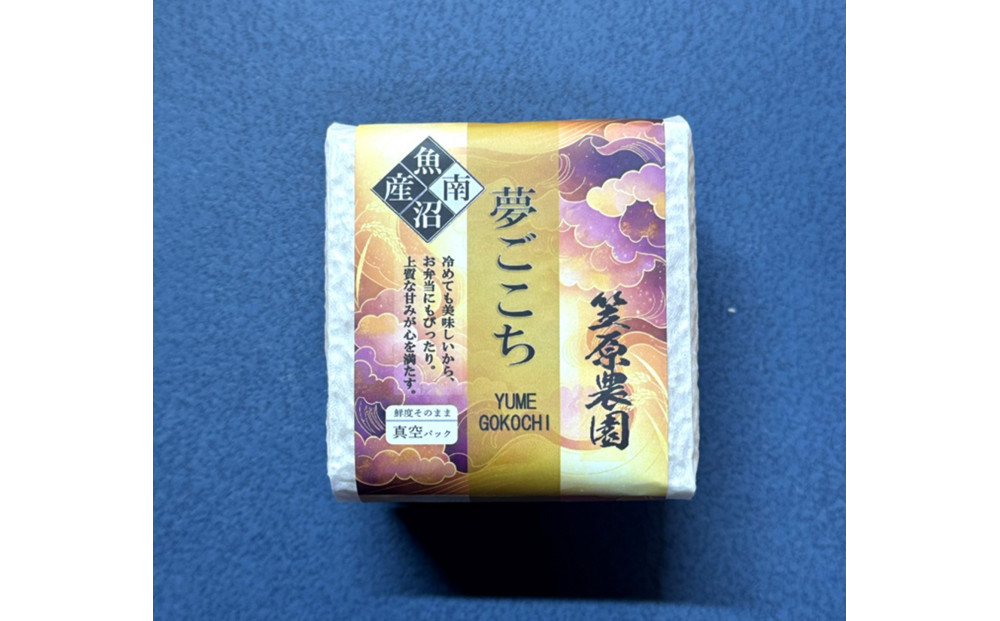 笠原農園
夢ごこち
YUME
GOKOCHI
南
魚
沼
産
冷めても美味しいから、
お弁当にもぴったり。
上質な甘みが心を満たす。
鮮度そのまま
真空パック